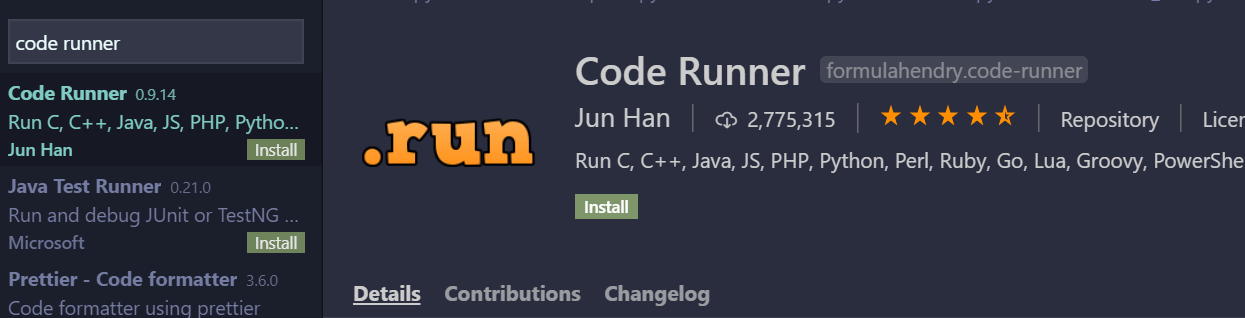 code runner
Code Runner 0.9.14
Run C, C++, Java, JS, PHP, Pytho...
Jun Han Install
Java Test Runner 0.21.0
Run and debug JUnit or TestNG ...
Microsoft Install
Prettier - Code formatter 3.6.0
Code formatter using prettier
.run
Code Runner formulahendry.code-runner
Jun Han 2,775,315 Repository Licen
Run C, C++, Java, JS, PHP, Python, Perl, Ruby, Go, Lua, Groovy, PowerShe
Install
Details Contributions Changelog